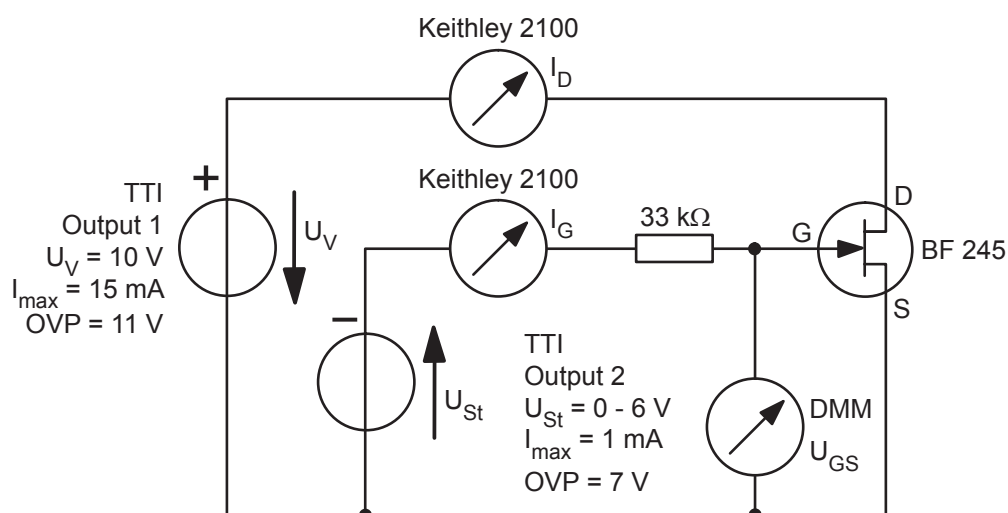 Keithley 2100
I_D
+
TTI
Output 1
U_V = 10 V
I_max = 15 mA
OVP = 11 V
U_V
Keithley 2100
I_G
33 kΩ
G
D
S
BF 245
−
U_St
TTI
Output 2
U_St = 0 - 6 V
I_max = 1 mA
OVP = 7 V
DMM
U_GS